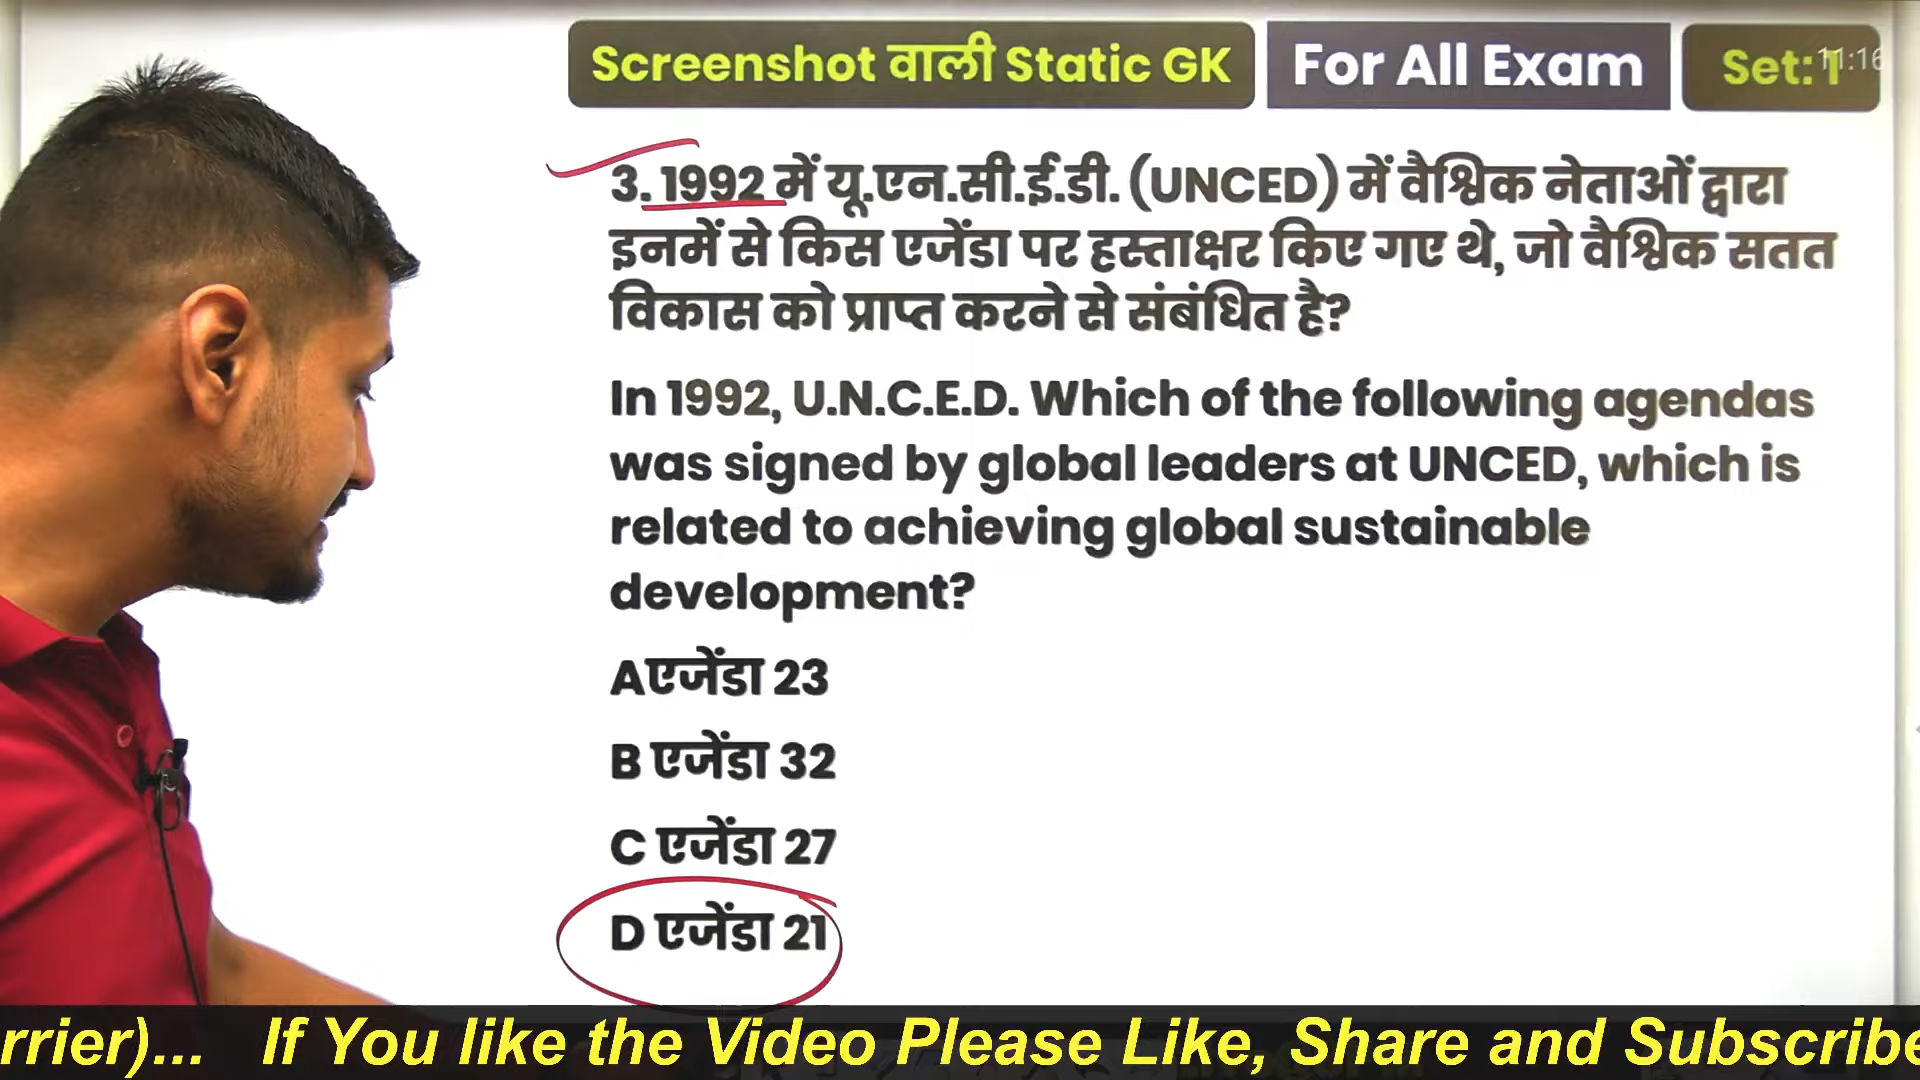 Screenshot वाली Static GK
For All Exam
Set:1
11:16
3. 1992 में यू.एन.सी.ई.डी. (UNCED) में वैश्विक नेताओं द्वारा
इनमें से किस एजेंडा पर हस्ताक्षर किए गए थे, जो वैश्विक सतत
विकास को प्राप्त करने से संबंधित है?
In 1992, U.N.C.E.D. Which of the following agendas
was signed by global leaders at UNCED, which is
related to achieving global sustainable
development?
Aएजेंडा 23
B एजेंडा 32
C एजेंडा 27
D एजेंडा 21
rrier)... If You like the Video Please Like, Share and Subscribe